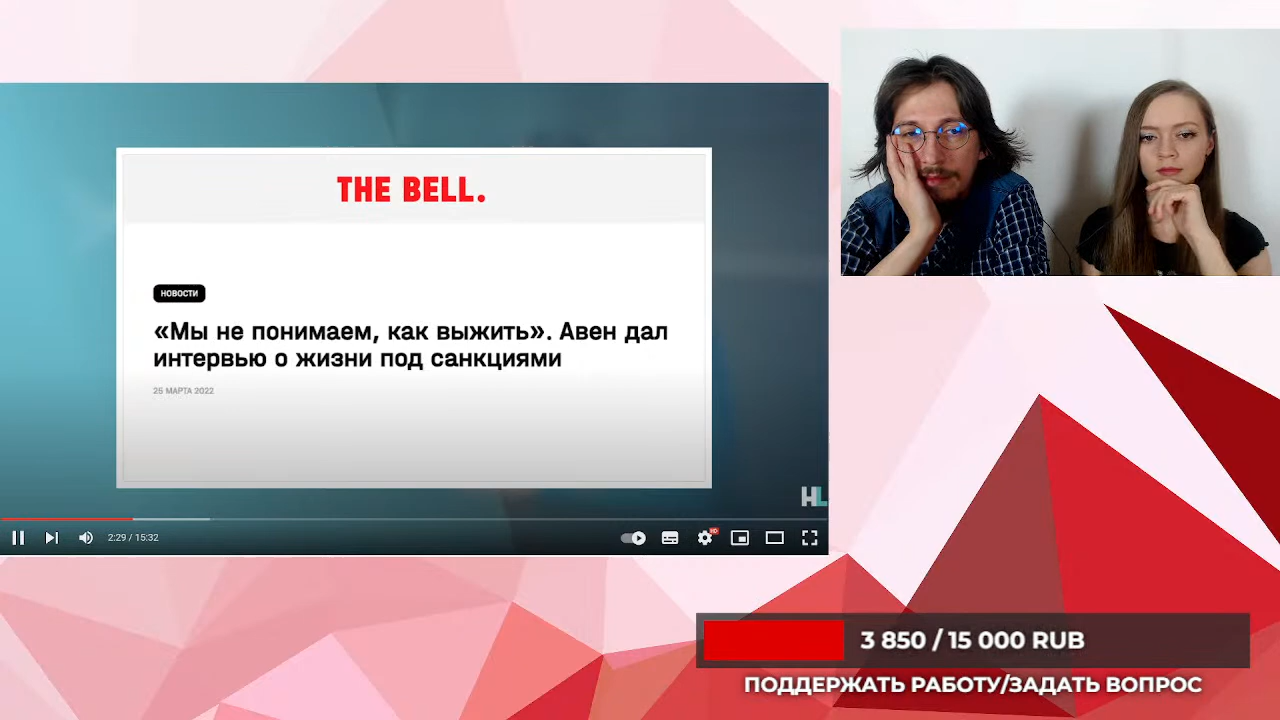 THE BELL.
НОВОСТИ
«Мы не понимаем, как выжить». Авен дал
интервью о жизни под санкциями
25 МАРТА 2022
HL
2:29 / 15:32
HD
3 850 / 15 000 RUB
ПОДДЕРЖАТЬ РАБОТУ/ЗАДАТЬ ВОПРОС